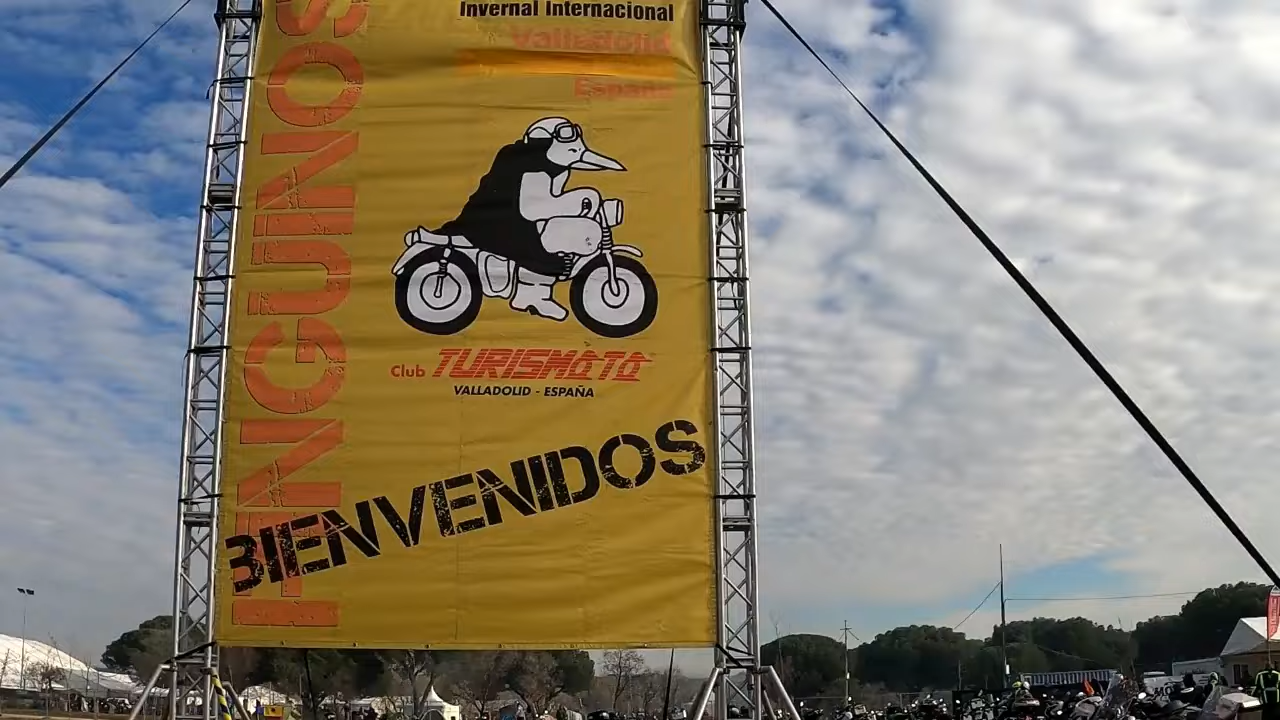 Invernal Internacional
Valladolid
España
PINGUINOS
Club TURISMOTO
VALLADOLID - ESPAÑA
BIENVENIDOS